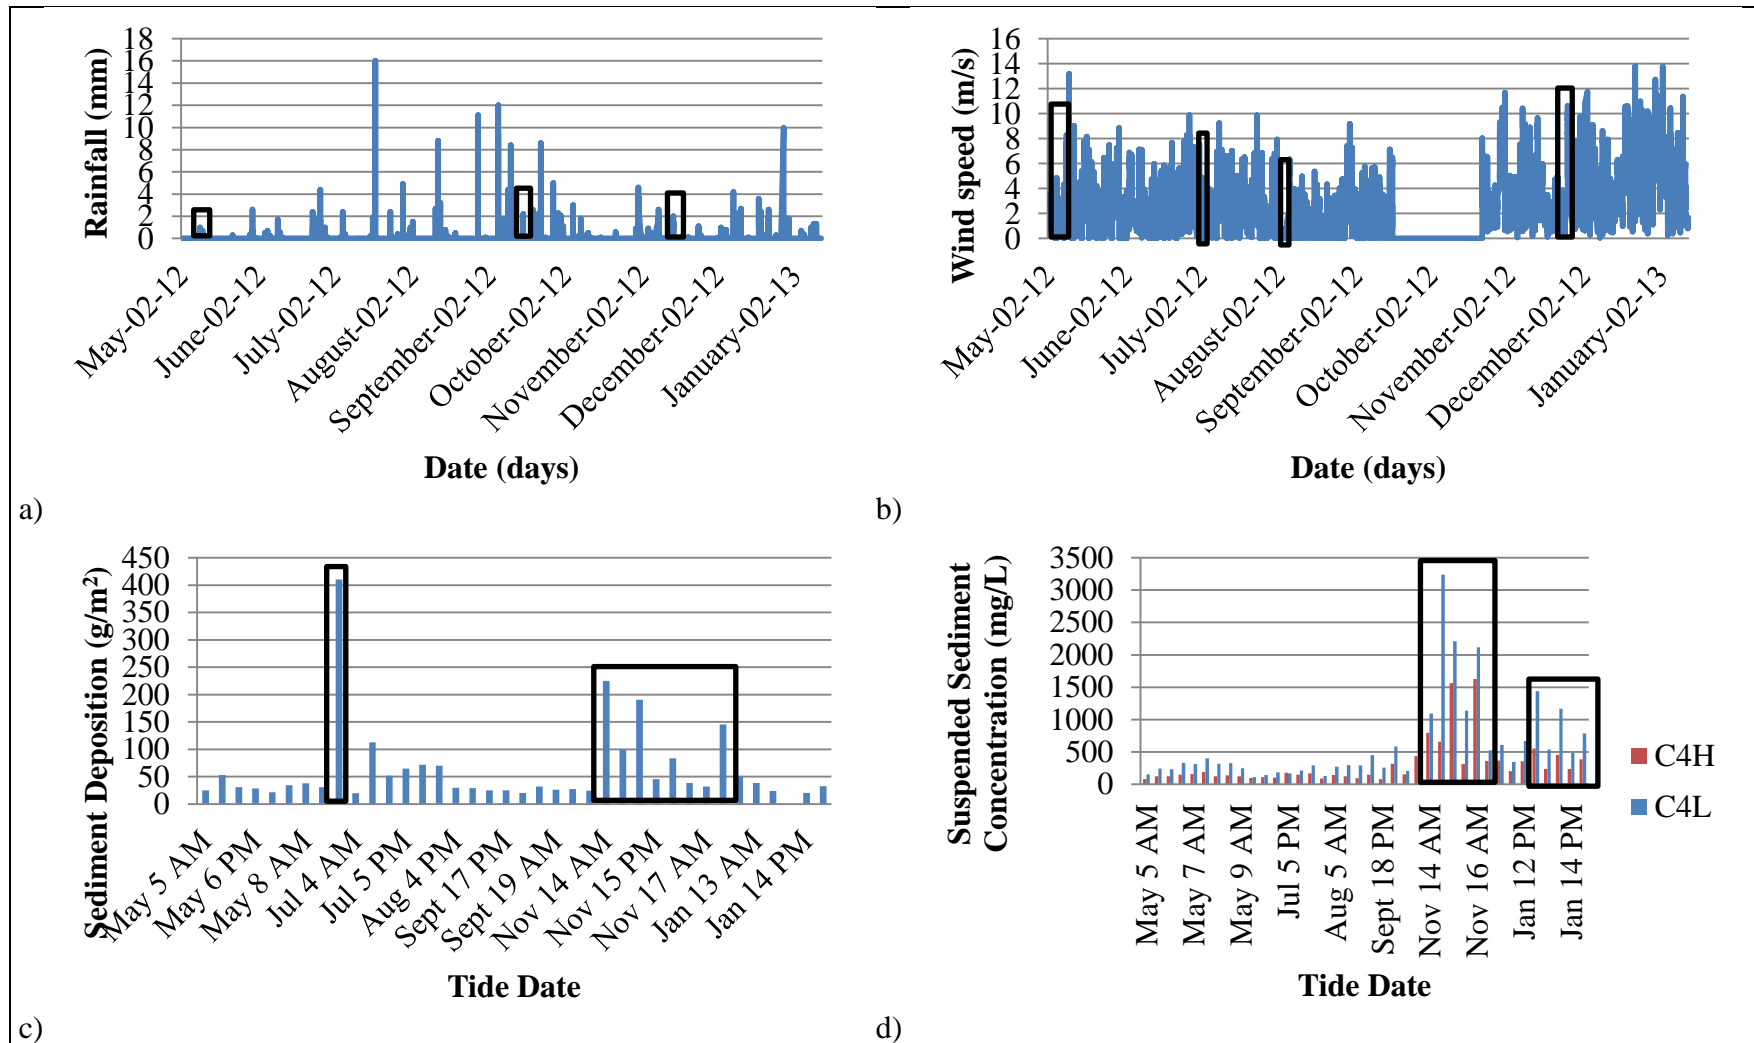 Rainfall (mm)
18
16
14
12
10
8
6
4
2
0
May-02-12
June-02-12
July-02-12
August-02-12
September-02-12
October-02-12
November-02-12
December-02-12
January-02-13
Date (days)
a)
Wind speed (m/s)
16
14
12
10
8
6
4
2
0
May-02-12
June-02-12
July-02-12
August-02-12
September-02-12
October-02-12
November-02-12
December-02-12
January-02-13
Date (days)
b)
Sediment Deposition (g/m²)
450
400
350
300
250
200
150
100
50
0
May 5 AM
May 6 PM
May 8 AM
Jul 4 AM
Jul 5 PM
Aug 4 PM
Sept 17 PM
Sept 19 AM
Nov 14 AM
Nov 15 PM
Nov 17 AM
Jan 13 AM
Jan 14 PM
Tide Date
c)
Suspended Sediment
Concentration (mg/L)
3500
3000
2500
2000
1500
1000
500
0
May 5 AM
May 7 AM
May 9 AM
Jul 5 PM
Aug 5 AM
Sept 18 PM
Nov 14 AM
Nov 16 AM
Jan 12 PM
Jan 14 PM
Tide Date
C4H
C4L
d)